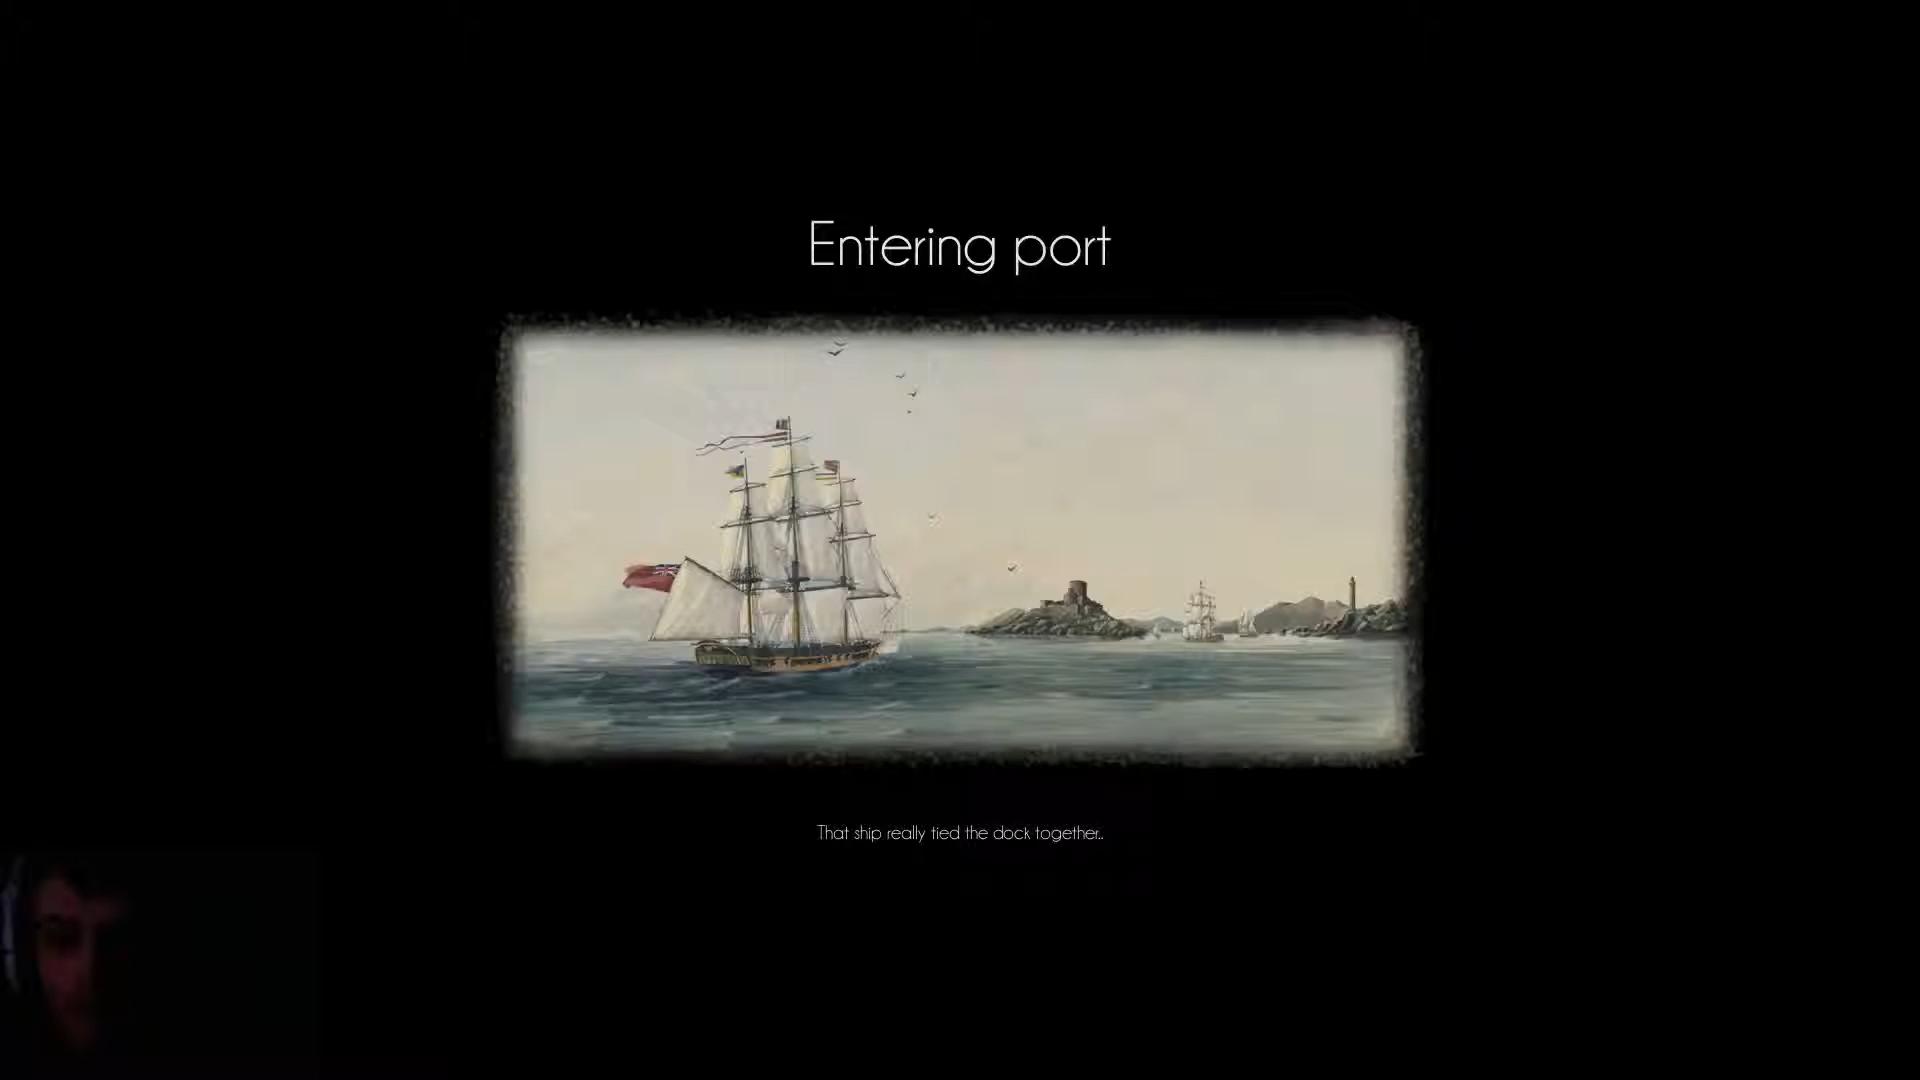 Entering port
That ship really tied the dock together..